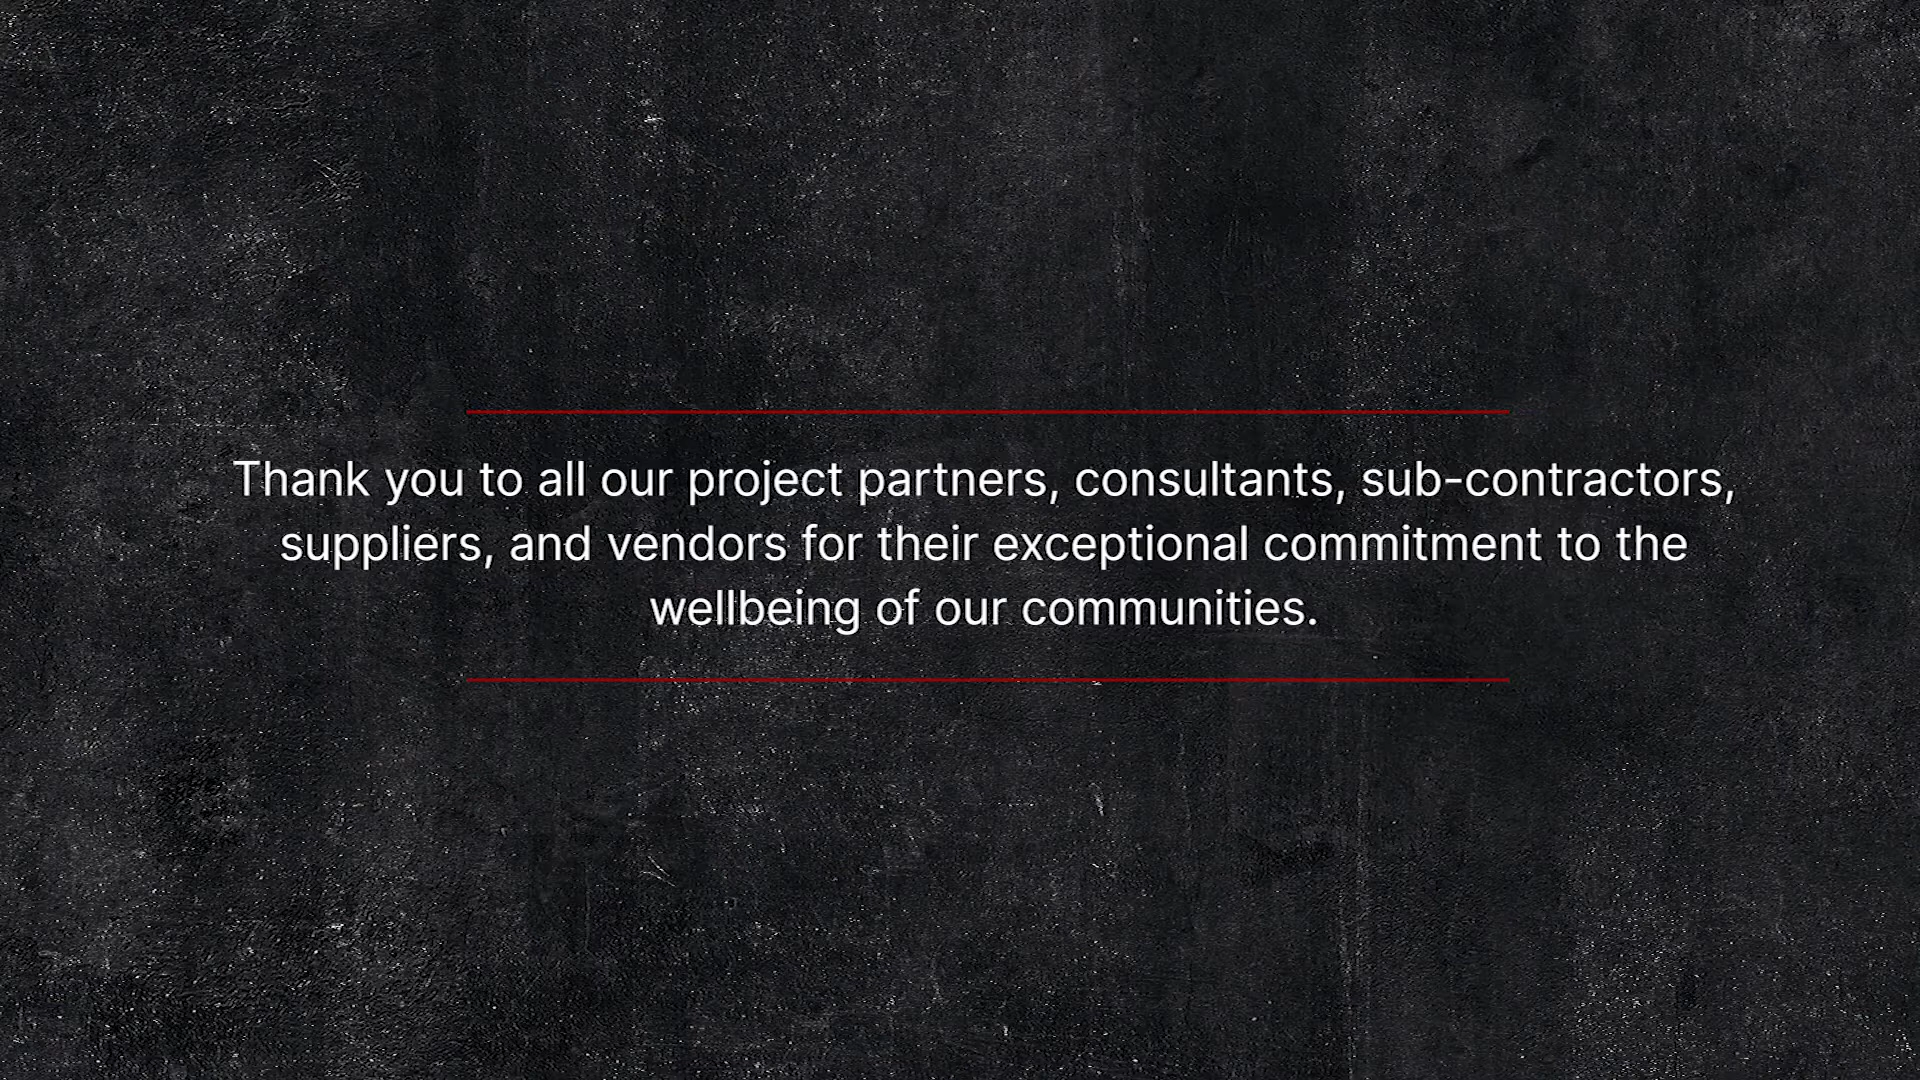 Thank you to all our project partners, consultants, sub-contractors,
suppliers, and vendors for their exceptional commitment to the
wellbeing of our communities.